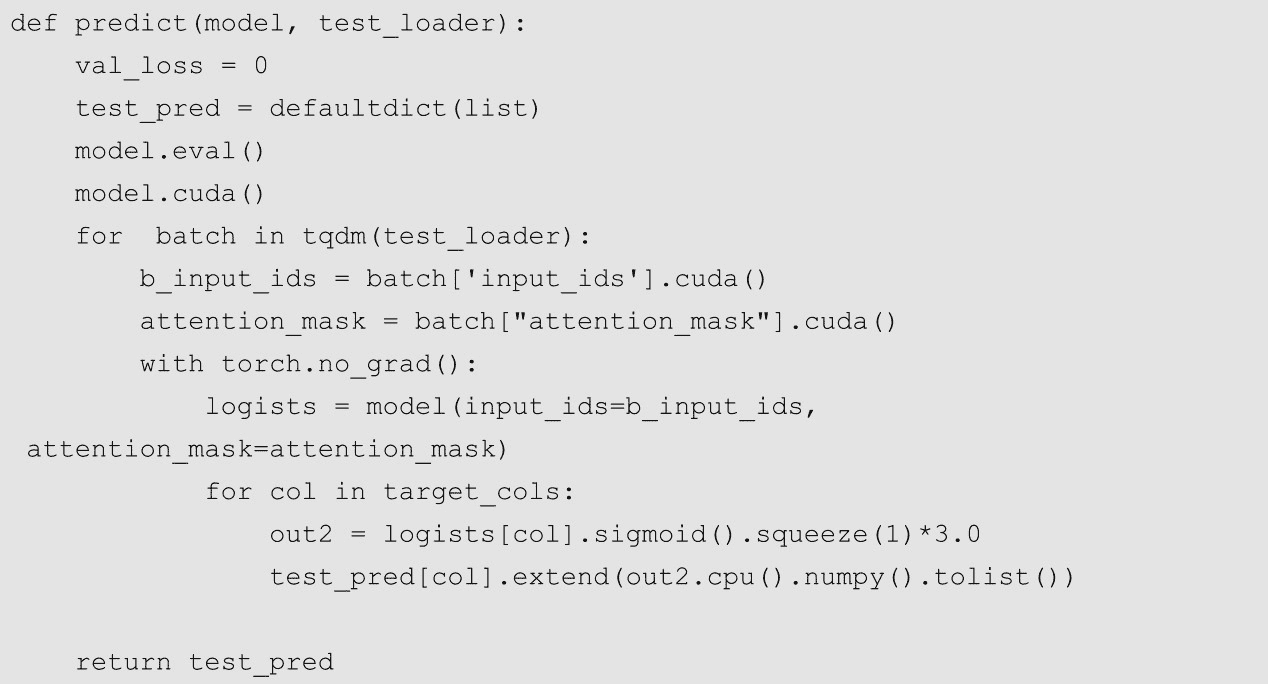 def predict(model, test_loader):
    val_loss = 0
    test_pred = defaultdict(list)
    model.eval()
    model.cuda()
    for  batch in tqdm(test_loader):
        b_input_ids = batch['input_ids'].cuda()
        attention_mask = batch["attention_mask"].cuda()
        with torch.no_grad():
            logists = model(input_ids=b_input_ids,
 attention_mask=attention_mask)
            for col in target_cols:
                out2 = logists[col].sigmoid().squeeze(1)*3.0
                test_pred[col].extend(out2.cpu().numpy().tolist())

    return test_pred